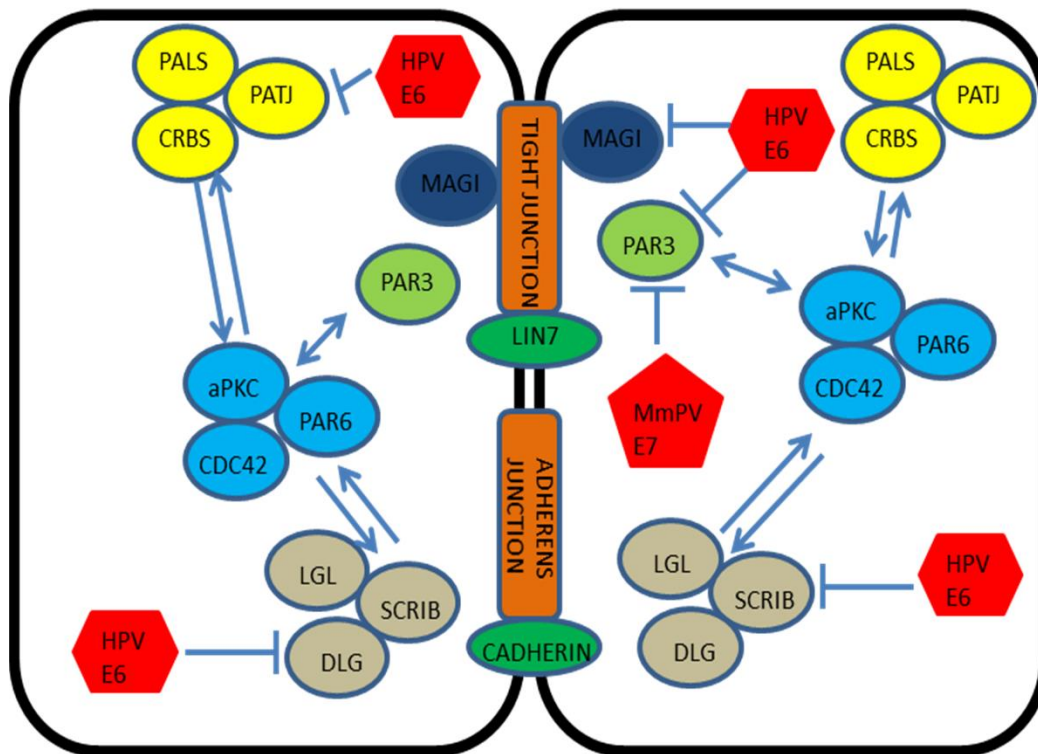 PALS
PATJ
CRBS
HPV
E6
MAGI
PAR3
aPKC
PAR6
CDC42
LGL
SCRIB
DLG
HPV
E6
TIGHT JUNCTION
LIN7
ADHERENS
JUNCTION
CADHERIN
MAGI
HPV
E6
PALS
PATJ
CRBS
PAR3
aPKC
PAR6
CDC42
MmPV
E7
LGL
SCRIB
DLG
HPV
E6